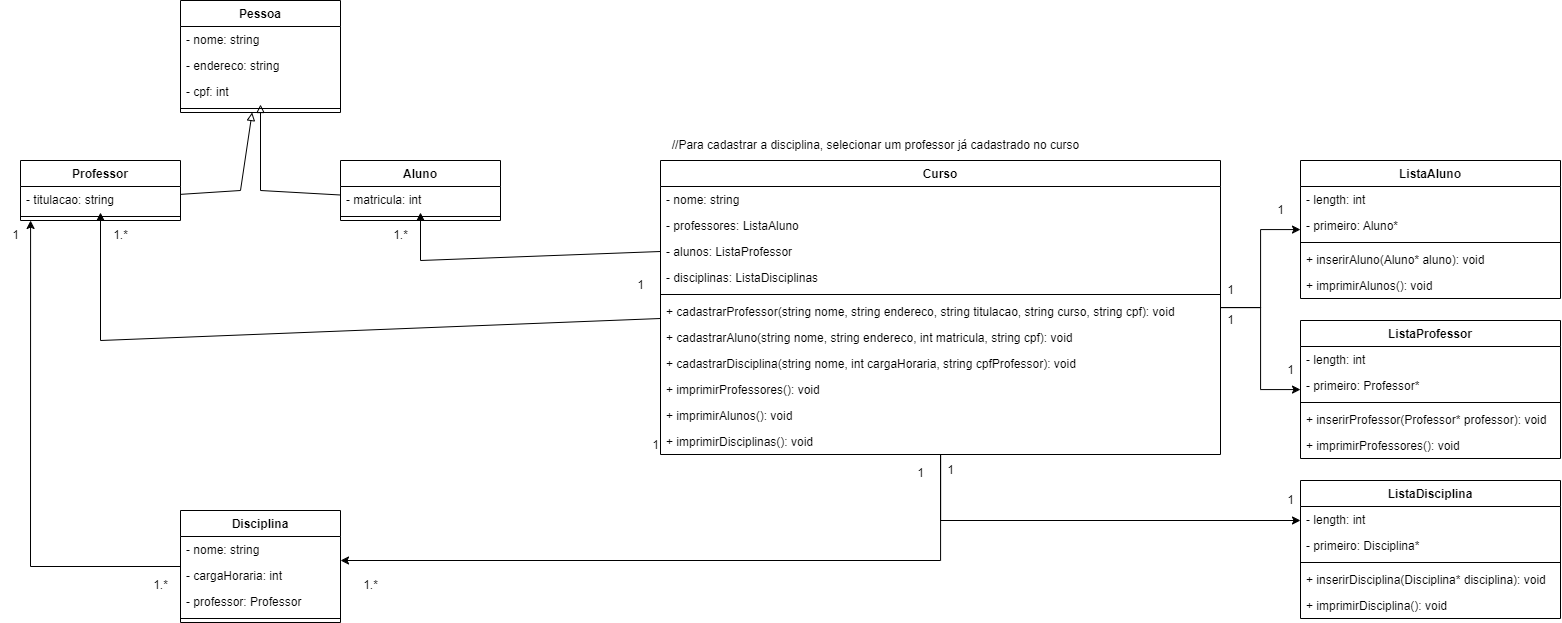 Pessoa
- nome: string
- endereco: string
- cpf: int
Professor
- titulacao: string
Aluno
- matricula: int
1
1.*
1.*
//Para cadastrar a disciplina, selecionar um professor já cadastrado no curso
Curso
- nome: string
- professores: ListaAluno
- alunos: ListaProfessor
- disciplinas: ListaDisciplinas
+ cadastrarProfessor(string nome, string endereco, string titulacao, string curso, string cpf): void
+ cadastrarAluno(string nome, string endereco, int matricula, string cpf): void
+ cadastrarDisciplina(string nome, int cargaHoraria, string cpfProfessor): void
+ imprimirProfessores(): void
+ imprimirAlunos(): void
+ imprimirDisciplinas(): void
1
1
1
1
1
1
ListaAluno
- length: int
- primeiro: Aluno*
+ inserirAluno(Aluno* aluno): void
+ imprimirAlunos(): void
1
ListaProfessor
- length: int
- primeiro: Professor*
+ inserirProfessor(Professor* professor): void
+ imprimirProfessores(): void
1
ListaDisciplina
- length: int
- primeiro: Disciplina*
+ inserirDisciplina(Disciplina* disciplina): void
+ imprimirDisciplina(): void
1
Disciplina
- nome: string
- cargaHoraria: int
- professor: Professor
1.*
1.*